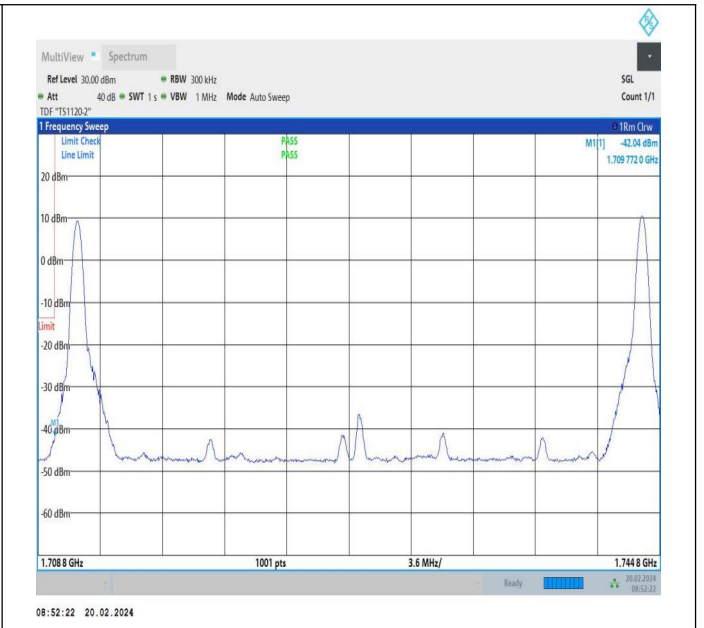 R S
MultiView Spectrum
Ref Level 30.00 dBm RBW 300 kHz SGL
Att 40 dB SWT 1 s VBW 1 MHz Mode Auto Sweep Count 1/1
TDF "TS1120-2"
1 Frequency Sweep 1Rm Clrw
Limit Check PASS M1[1] -42.04 dBm
Line Limit PASS 1.709 772 0 GHz
20 dBm
10 dBm
0 dBm
-10 dBm
Limit
-20 dBm
-30 dBm
M1
-40 dBm
-50 dBm
-60 dBm
1.708 8 GHz 1001 pts 3.6 MHz/ 1.744 8 GHz
Ready 20.02.2024
08:52:22
08:52:22 20.02.2024